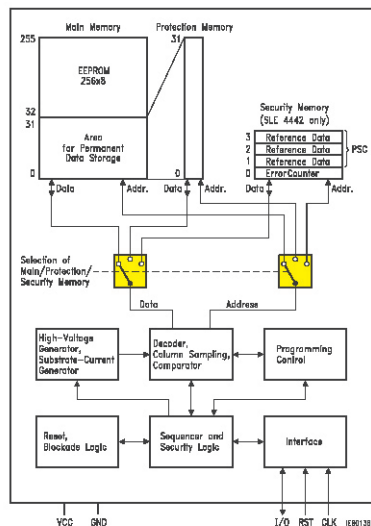 Main Memory
Protection Memory
255
31
EEPROM
256x8
32
31
Area
for Permanent
Data Storage
0
0
Security Memory
(SLE 4442 only)
3 Reference Data
2 Reference Data
1 Reference Data
0 ErrorCounter
PSC
Data
Addr.
Data
Addr.
Data
Addr.
Selection of
Main/Protection/
Security Memory
Data
Address
High-Voltage
Generator,
Substrate-Current
Generator
Decoder,
Column Sampling,
Comparator
Programming
Control
Reset,
Blockade Logic
Sequencer and
Security Logic
Interface
VCC
GND
I/O
RST
CLK